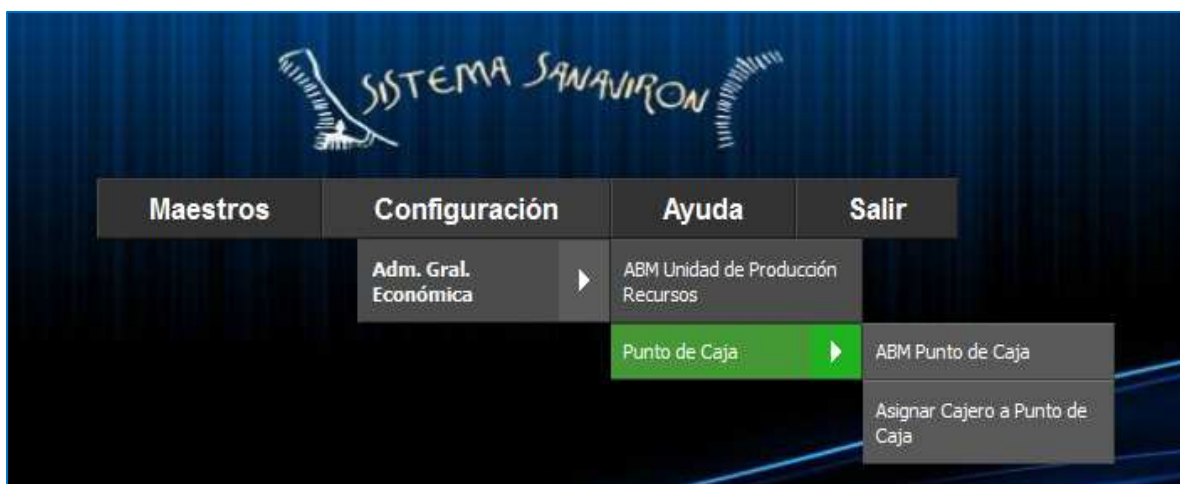 SISTEMA SANAVIRON
Maestros Configuración Ayuda Salir
Adm. Gral.
Económica
ABM Unidad de Producción
Recursos
Punto de Caja
ABM Punto de Caja
Asignar Cajero a Punto de
Caja